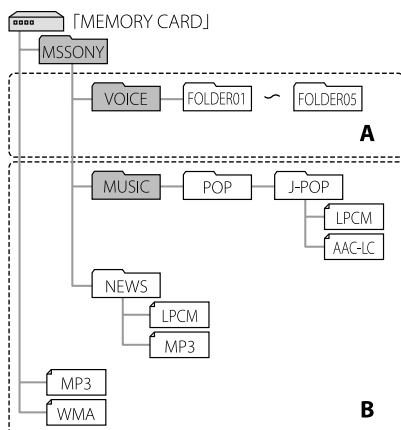 「MEMORY CARD」
MSSONY
VOICE FOLDER01 ~ FOLDER05
A
MUSIC POP J-POP
LPCM
AAC-LC
NEWS
LPCM
MP3
MP3
WMA
B